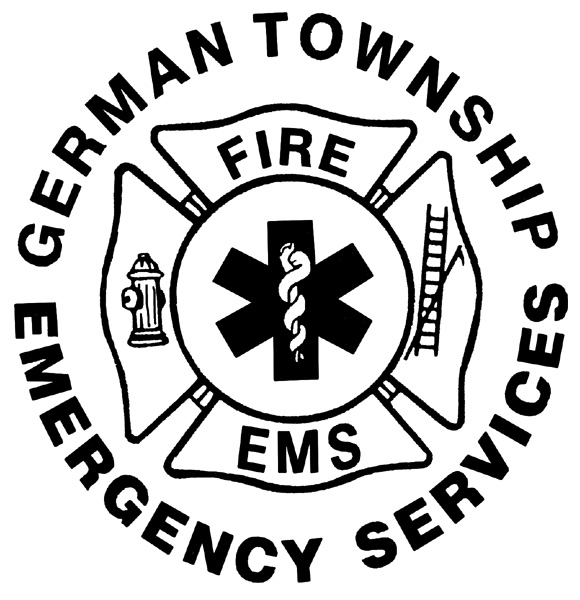 GERMAN TOWNSHIP
FIRE
EMS
EMERGENCY SERVICES